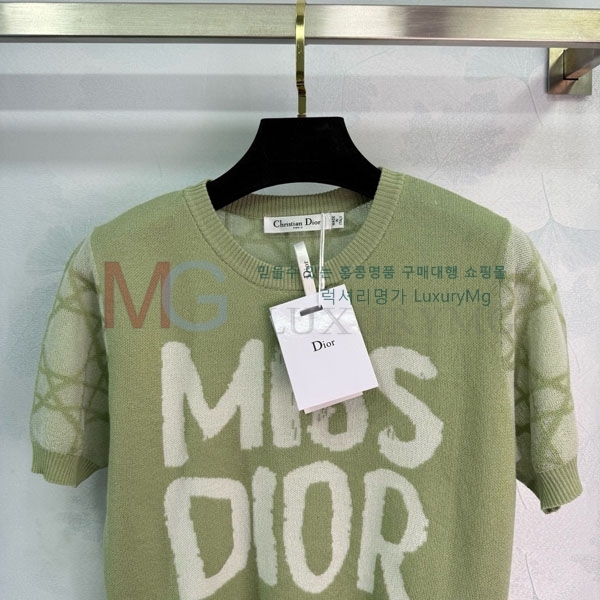 Christian Dior
Dior
믿을수 있는 홍콩명품 구매대행 쇼핑몰
MG
럭셔리명가 LuxuryMg
Dior
MISS
DIOR